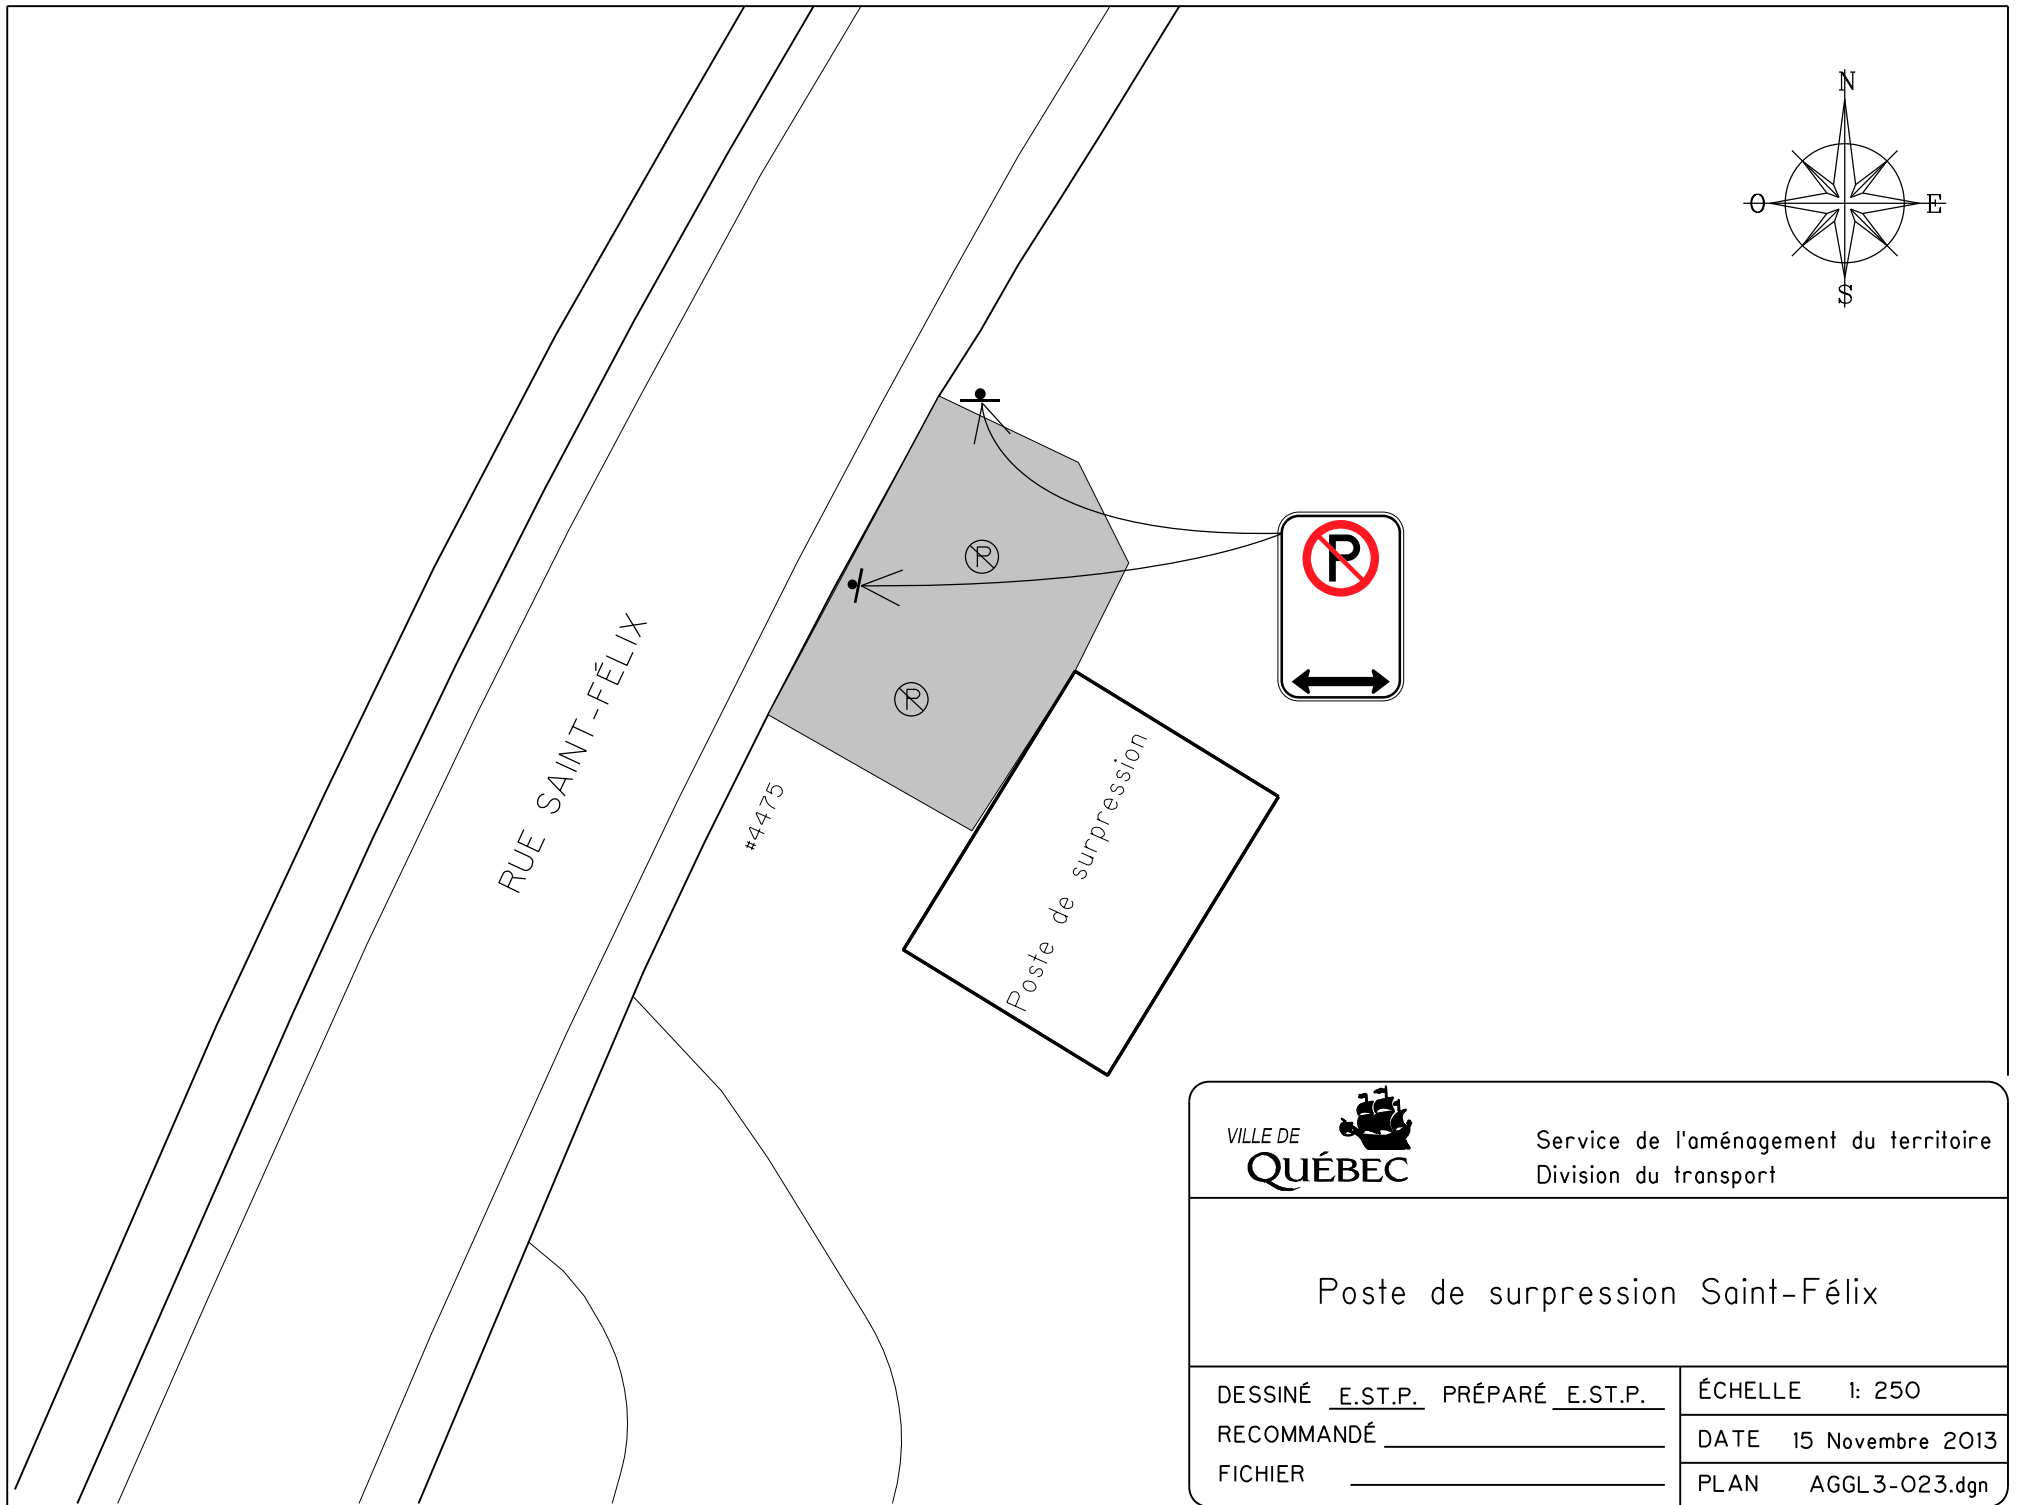 N
O
E
S
P
P
P
RUE SAINT-FÉLIX
#4475
Poste de surpression
VILLE DE
QUÉBEC
Service de l'aménagement du territoire
Division du transport
Poste de surpression Saint-Félix
DESSINÉ E.ST.P. PRÉPARÉ E.ST.P.
RECOMMANDÉ
FICHIER
ÉCHELLE 1: 250
DATE 15 Novembre 2013
PLAN AGGL3-023.dgn